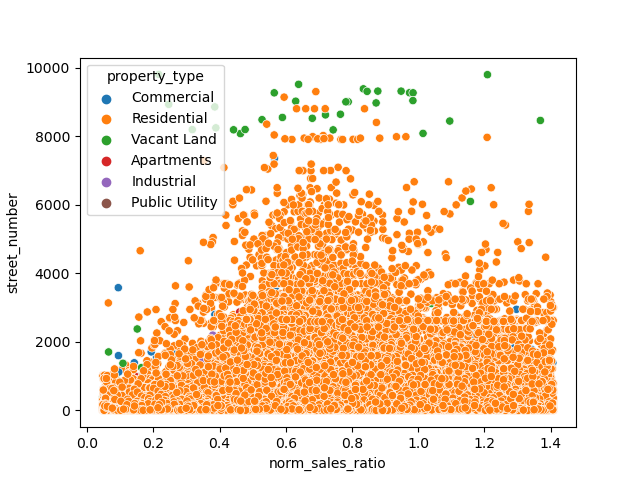 10000
8000
6000
4000
2000
0
street_number
property_type
Commercial
Residential
Vacant Land
Apartments
Industrial
Public Utility
0.0 0.2 0.4 0.6 0.8 1.0 1.2 1.4
norm_sales_ratio